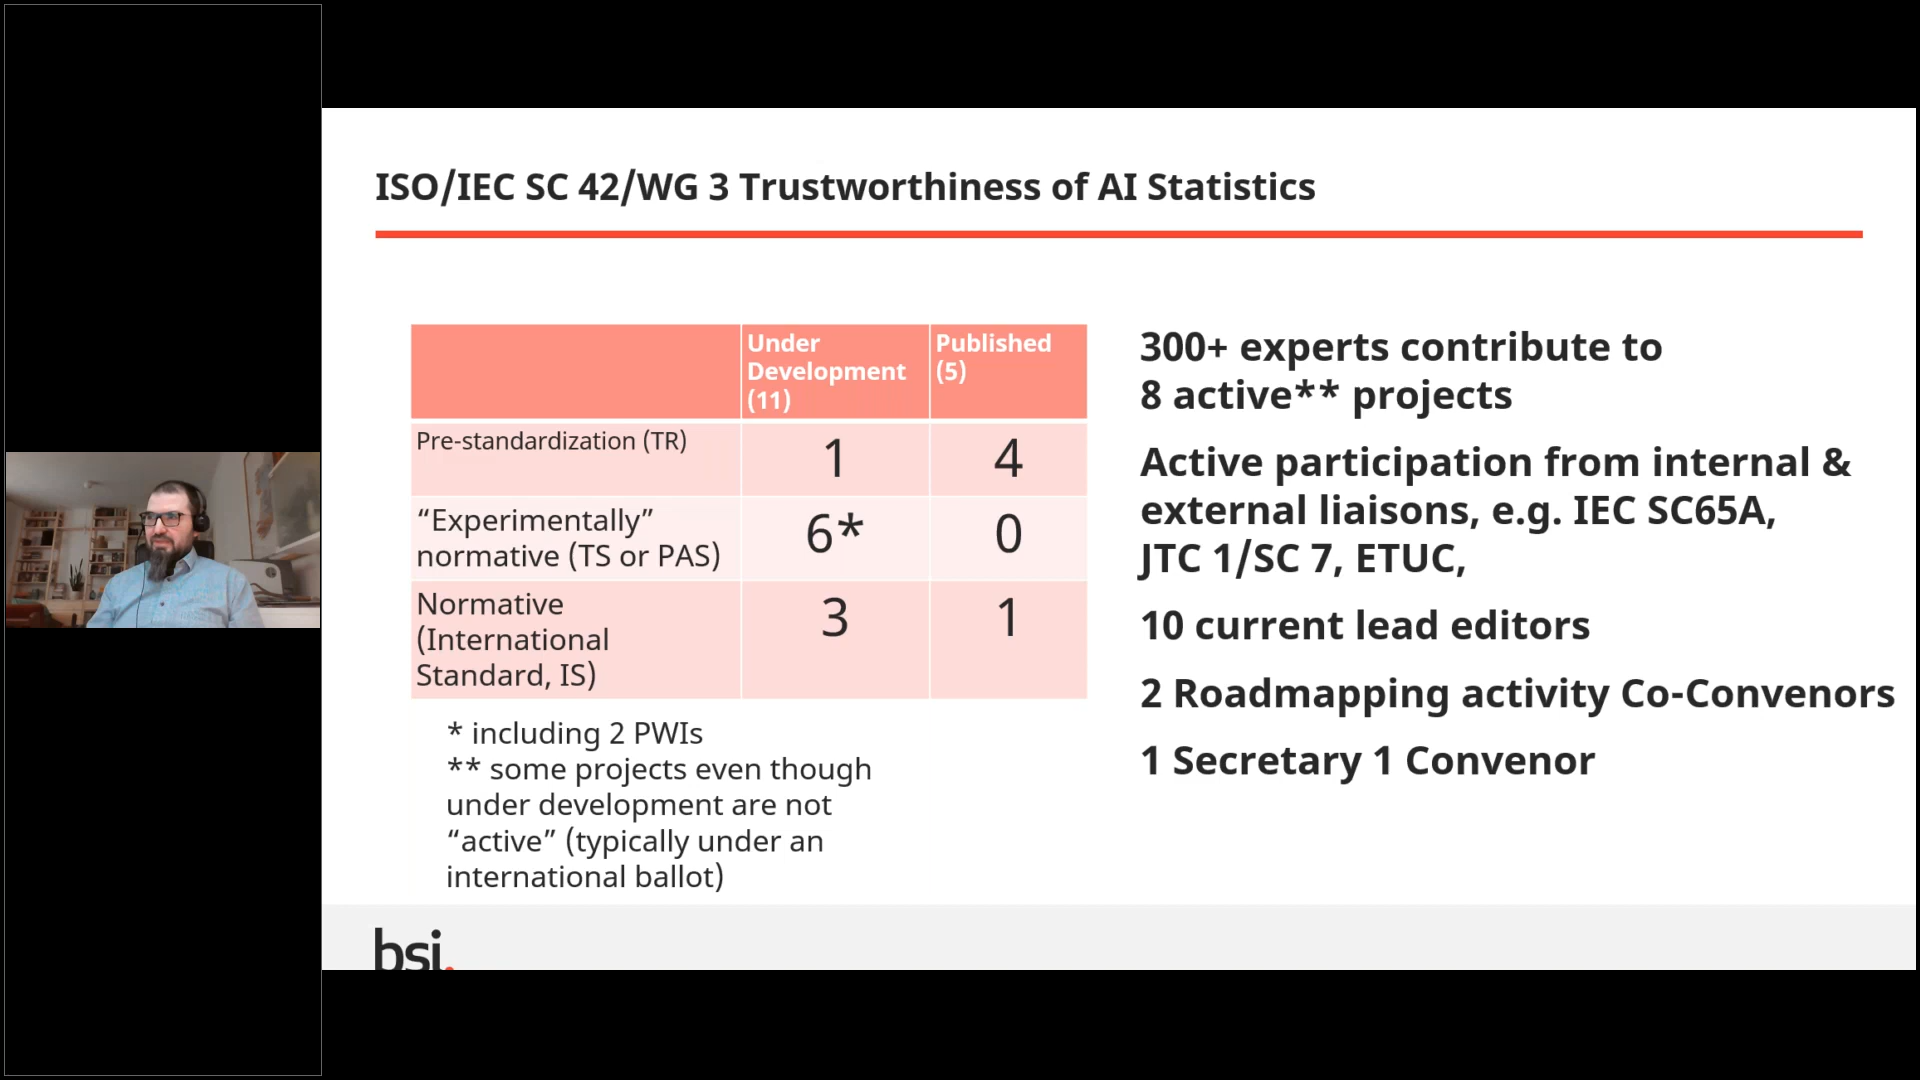 ISO/IEC SC 42/WG 3 Trustworthiness of AI Statistics
Under
Development
(11)
Published
(5)
Pre-standardization (TR)
1
4
“Experimentally”
normative (TS or PAS)
6*
0
Normative
(International
Standard, IS)
3
1
* including 2 PWIs
** some projects even though
under development are not
“active” (typically under an
international ballot)
300+ experts contribute to
8 active** projects
Active participation from internal &
external liaisons, e.g. IEC SC65A,
JTC 1/SC 7, ETUC,
10 current lead editors
2 Roadmapping activity Co-Convenors
1 Secretary 1 Convenor
bsi.